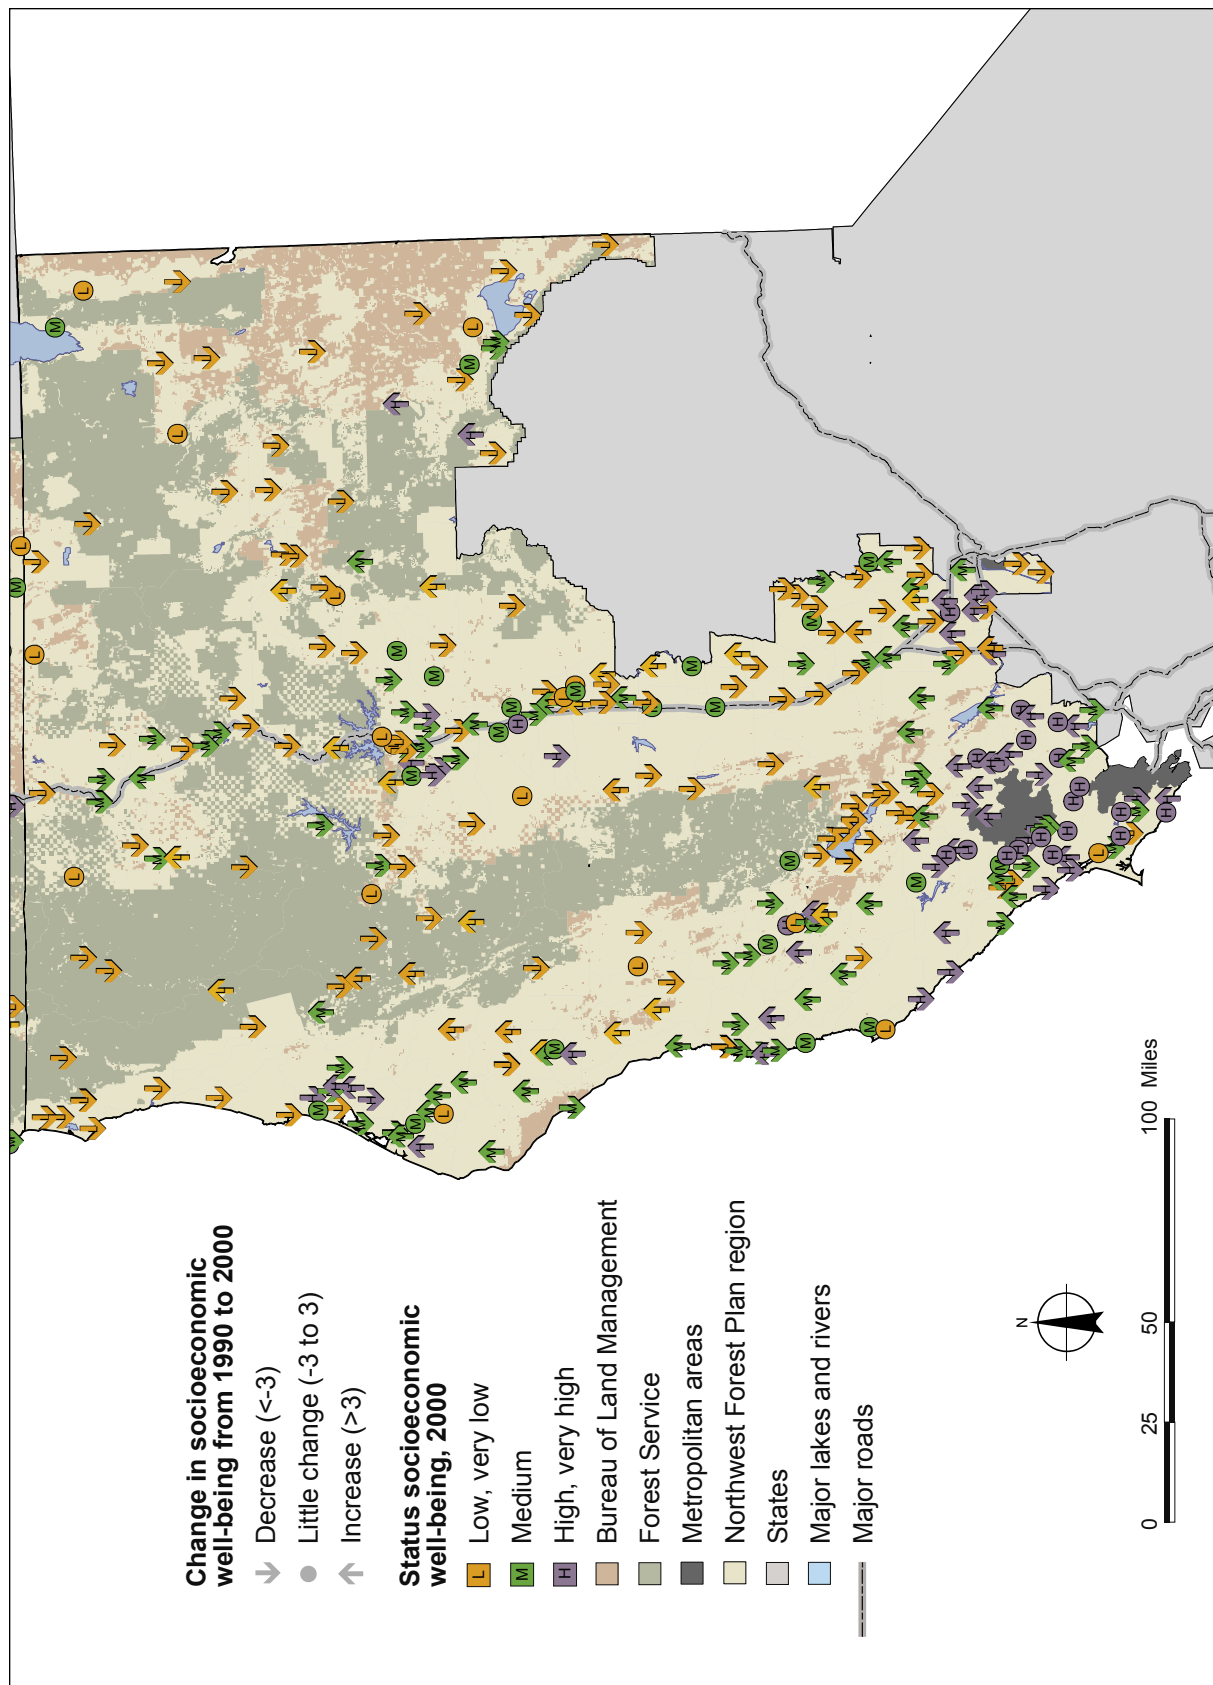 Change in socioeconomic
well-being from 1990 to 2000
Decrease (<-3)
Little change (-3 to 3)
Increase (>3)
Status socioeconomic
well-being, 2000
L Low, very low
M Medium
H High, very high
Bureau of Land Management
Forest Service
Metropolitan areas
Northwest Forest Plan region
States
Major lakes and rivers
Major roads
N
0 25 50 100 Miles